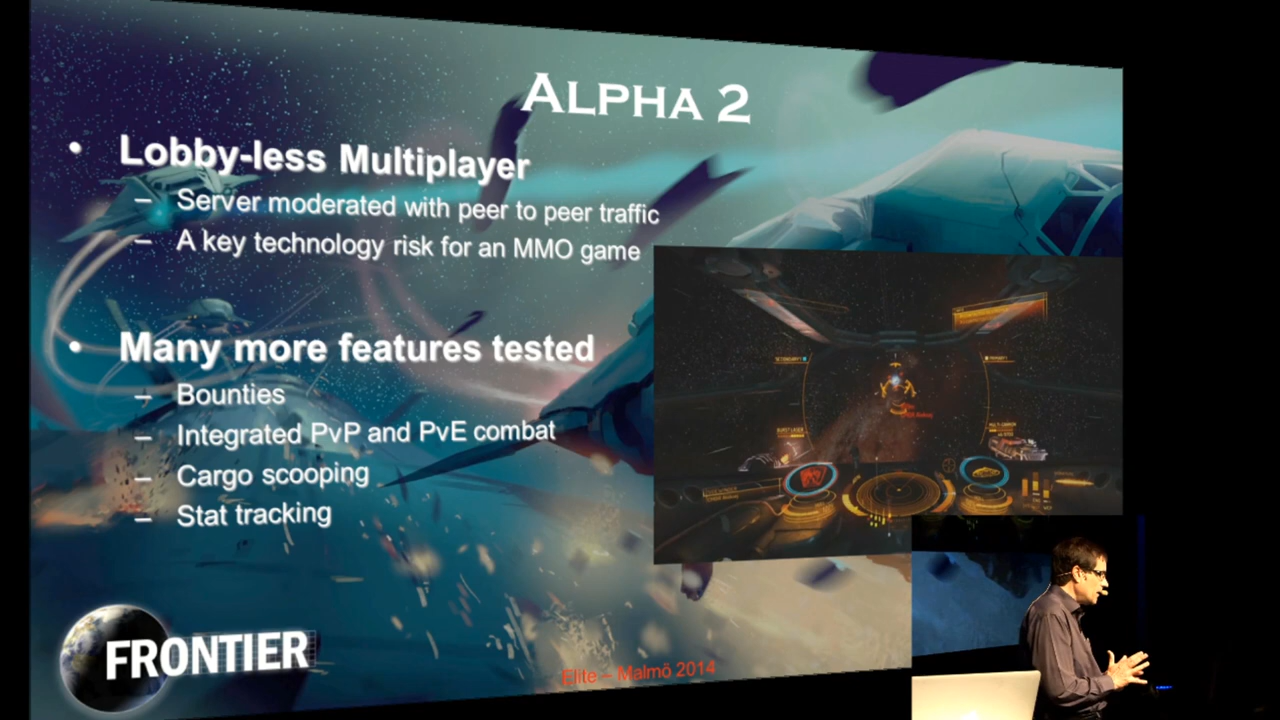 ALPHA 2
• Lobby-less Multiplayer
– Server moderated with peer to peer traffic
– A key technology risk for an MMO game
• Many more features tested
– Bounties
– Integrated PvP and PvE combat
– Cargo scooping
– Stat tracking
FRONTIER
Elite – Malmö 2014